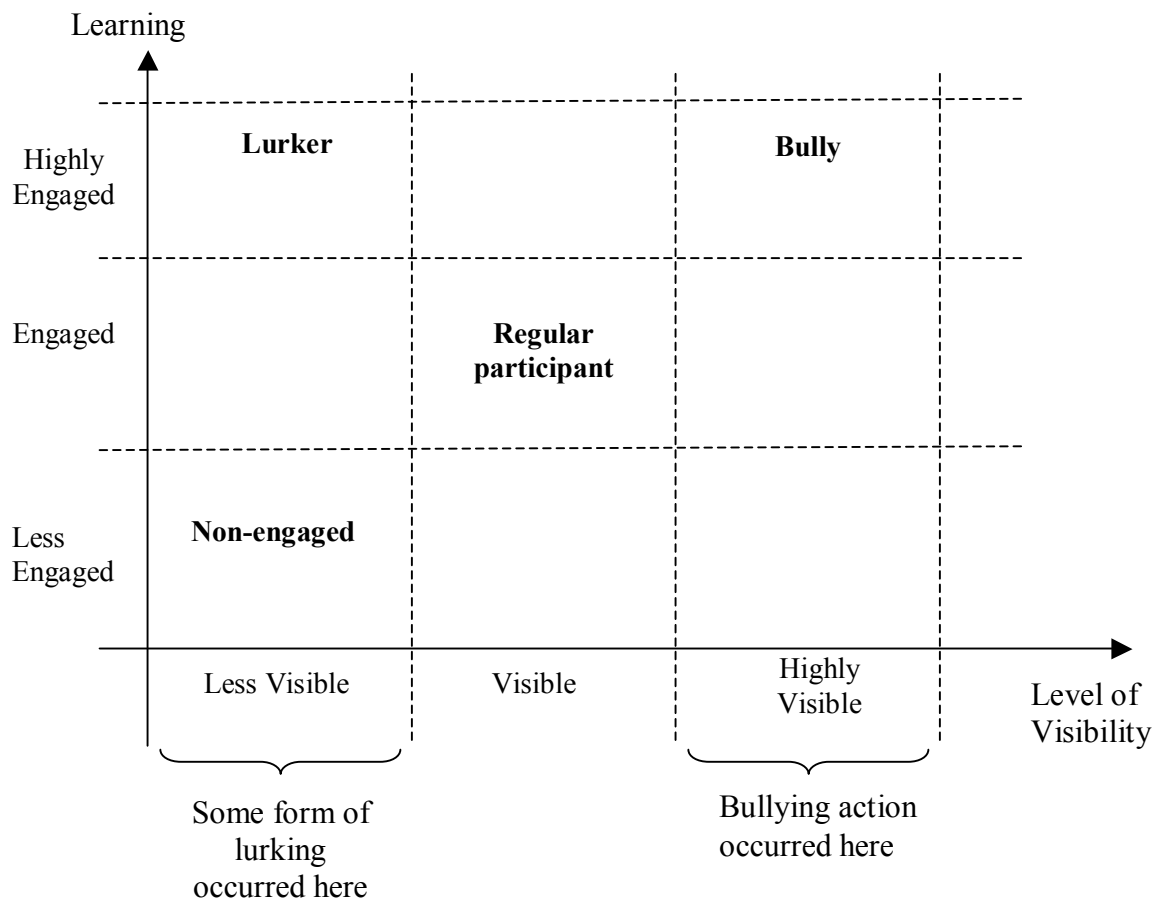 Learning
Lurker
Bully
Highly
Engaged
Engaged
Regular
participant
Less
Engaged
Non-engaged
Less Visible
Visible
Highly
Visible
Level of
Visibility
Some form of
lurking
occurred here
Bullying action
occurred here